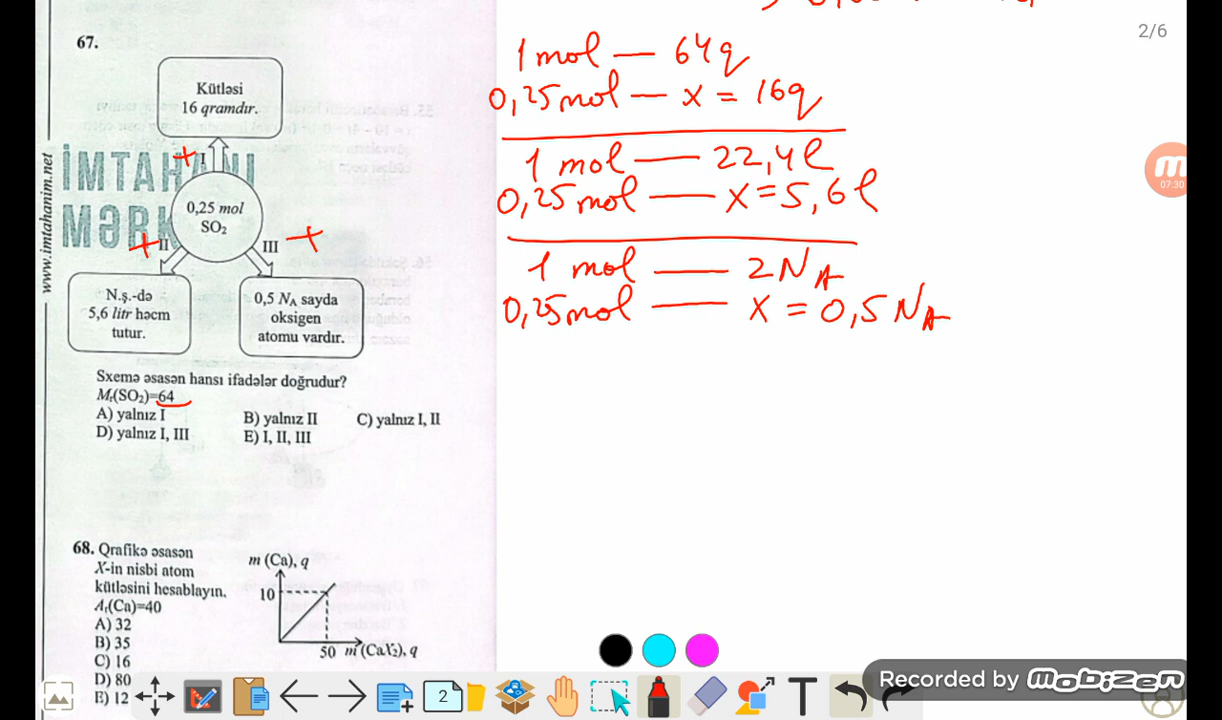 2/6
67.
Kütləsi
16 qramdır.
www.imtahanim.net
İMTAHANI
MƏRK
+ I
0,25 mol
SO₂
+ II
III +
N.ş.-də
5,6 litr həcm
tutur.
0,5 N_A sayda
oksigen
atomu vardır.
Sxemə əsasən hansı ifadələr doğrudur?
Mᵣ(SO₂)=64
A) yalnız I
B) yalnız II
C) yalnız I, II
D) yalnız I, III
E) I, II, III
1 mol — 64q
0,25 mol — x = 16q
1 mol — 22,4 l
0,25 mol — x = 5,6 l
1 mol — 2N_A
0,25 mol — x = 0,5 N_A
68. Qrafikə əsasən
X-in nisbi atom
kütləsini hesablayın.
Aᵣ(Ca)=40
A) 32
B) 35
C) 16
D) 80
E) 12
m (Ca), q
10
50 m (CaX₂), q
m
07:30
2
T
Recorded by mobizen